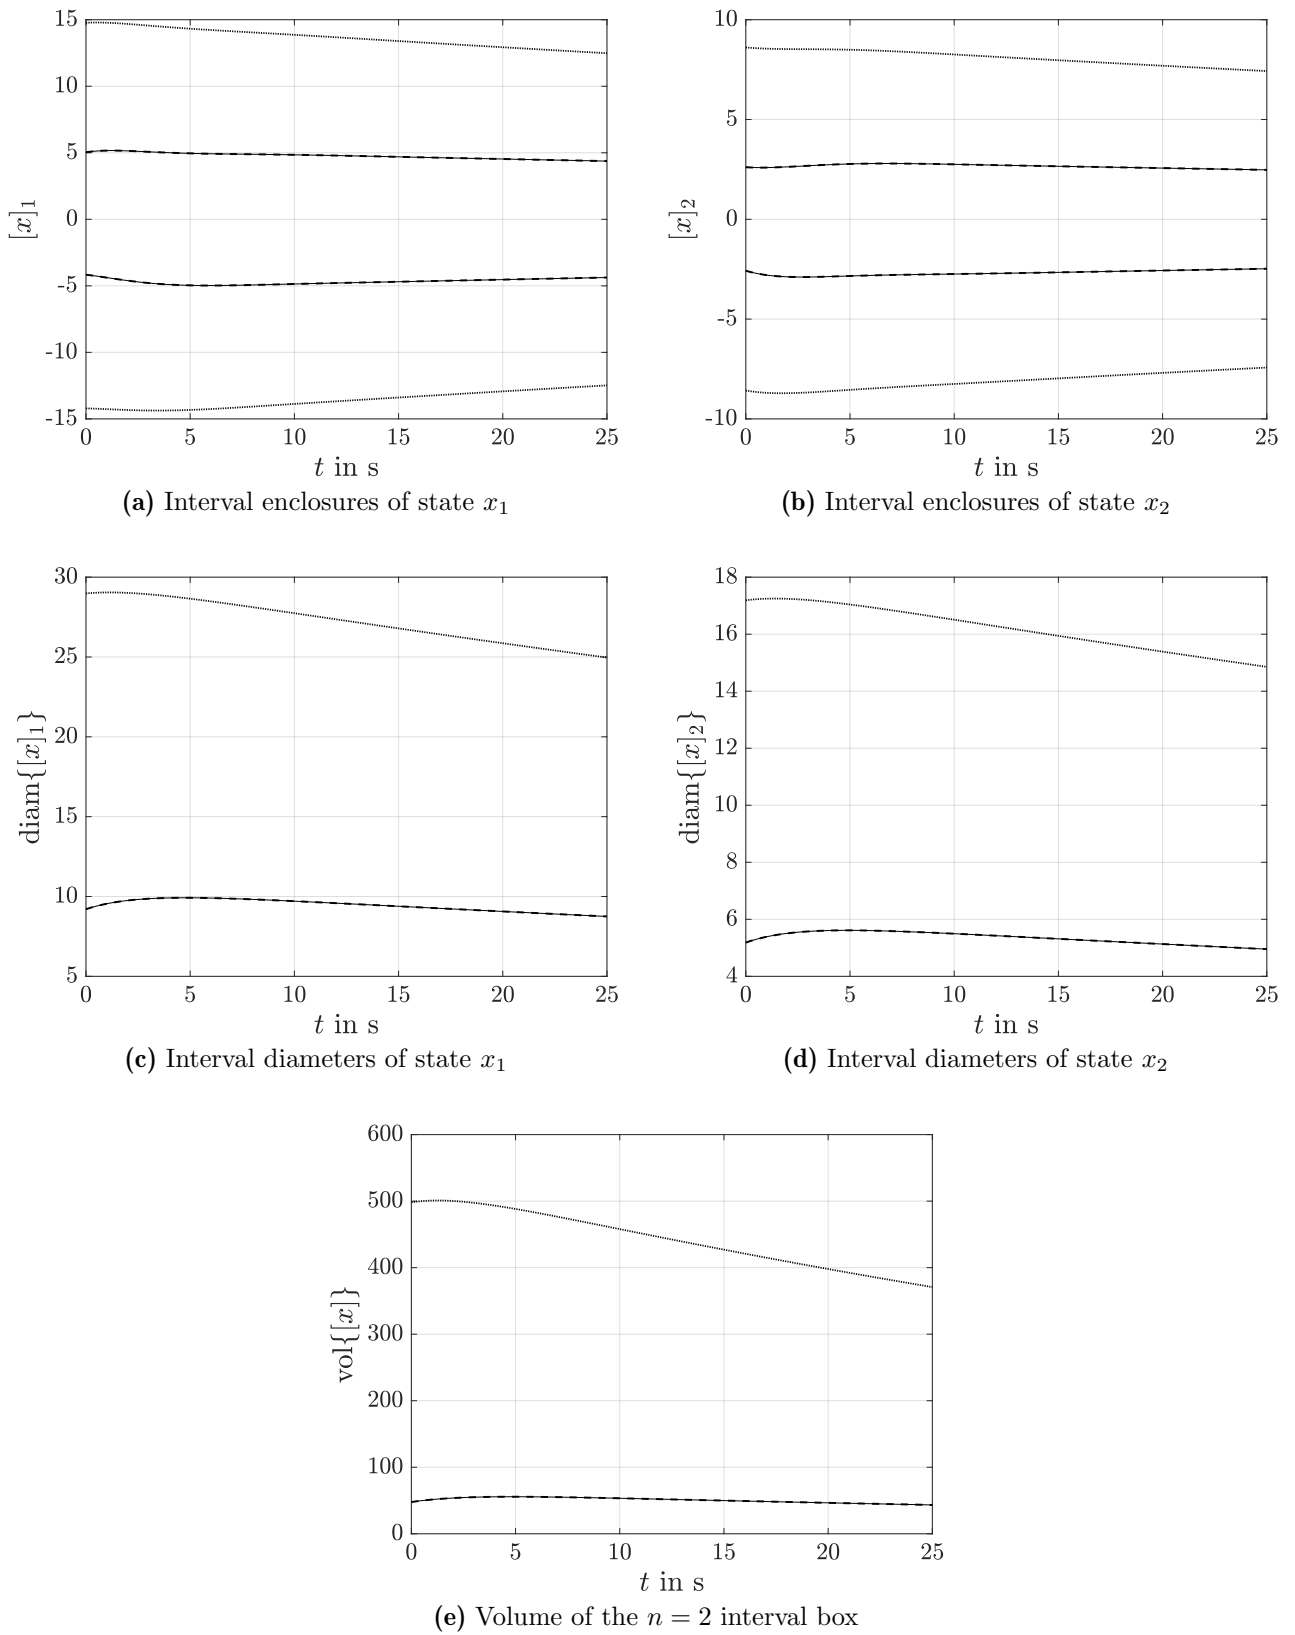 15
10
5
0
-5
-10
-15
0 5 10 15 20 25
[x]1
t in s
(a) Interval enclosures of state x1
10
5
0
-5
-10
0 5 10 15 20 25
[x]2
t in s
(b) Interval enclosures of state x2
30
25
20
15
10
5
0 5 10 15 20 25
diam{[x]1}
t in s
(c) Interval diameters of state x1
18
16
14
12
10
8
6
4
0 5 10 15 20 25
diam{[x]2}
t in s
(d) Interval diameters of state x2
600
500
400
300
200
100
0
0 5 10 15 20 25
vol{[x]}
t in s
(e) Volume of the n = 2 interval box